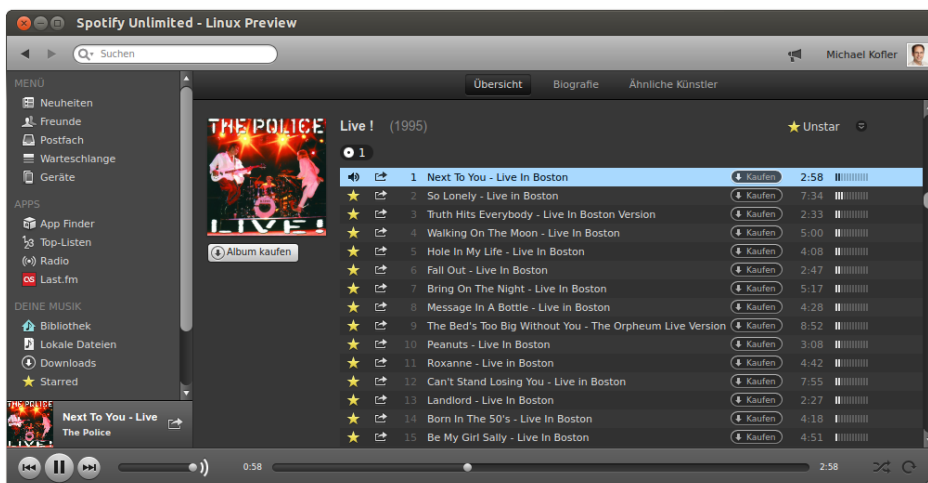 Spotify Unlimited - Linux Preview
Suchen
Michael Kofler
MENÜ
Neuheiten
Freunde
Postfach
Warteschlange
Geräte
APPS
App Finder
Top-Listen
Radio
Last.fm
DEINE MUSIK
Bibliothek
Lokale Dateien
Downloads
Starred
Next To You - Live
The Police
Übersicht Biografie Ähnliche Künstler
THE POLICE
LIVE!
Album kaufen
Live ! (1995)
Unstar
1
1 Next To You - Live In Boston Kaufen 2:58
2 So Lonely - Live in Boston Kaufen 7:34
3 Truth Hits Everybody - Live In Boston Version Kaufen 2:33
4 Walking On The Moon - Live In Boston Kaufen 5:00
5 Hole In My Life - Live In Boston Kaufen 4:08
6 Fall Out - Live In Boston Kaufen 2:47
7 Bring On The Night - Live In Boston Kaufen 5:17
8 Message In A Bottle - Live in Boston Kaufen 4:28
9 The Bed's Too Big Without You - The Orpheum Live Version Kaufen 8:52
10 Peanuts - Live In Boston Kaufen 3:08
11 Roxanne - Live in Boston Kaufen 4:42
12 Can't Stand Losing You - Live in Boston Kaufen 7:55
13 Landlord - Live In Boston Kaufen 2:27
14 Born In The 50's - Live In Boston Kaufen 4:18
15 Be My Girl Sally - Live In Boston Kaufen 4:51
0:58 2:58